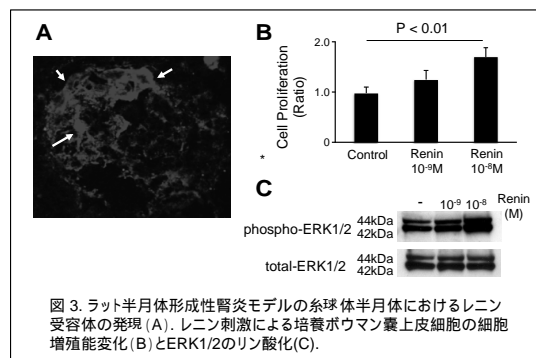 A
B
P < 0.01
Cell Proliferation
(Ratio)
2.0
1.0
0
*
Control
Renin
10-9M
Renin
10-8M
C
- 10-9 10-8 Renin
(M)
phospho-ERK1/2 44kDa
42kDa
total-ERK1/2 44kDa
42kDa
図 3. ラット半月体形成性腎炎モデルの糸球体半月体におけるレニン
受容体の発現(A). レニン刺激による培養ボウマン嚢上皮細胞の細胞
増殖能変化(B)とERK1/2のリン酸化(C).